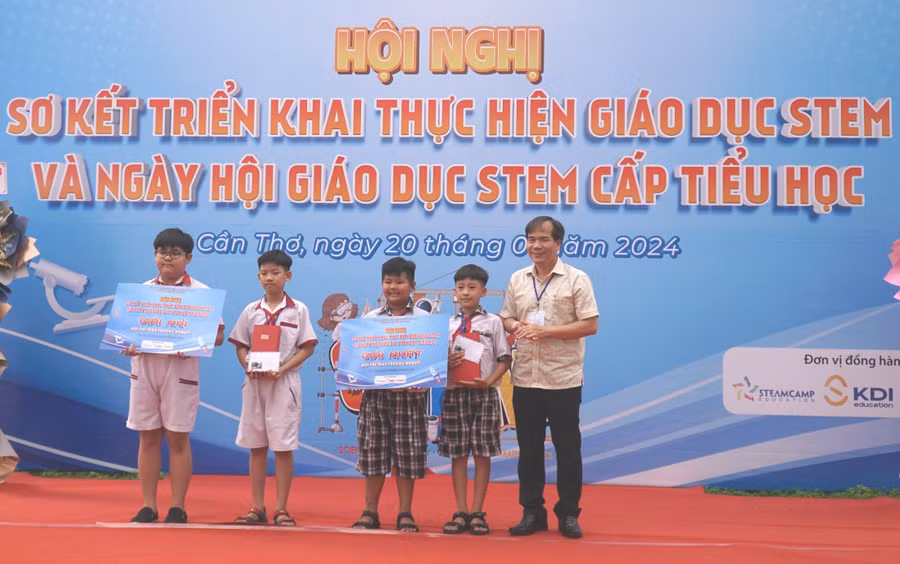 HỘI NGHỊ
SƠ KẾT TRIỂN KHAI THỰC HIỆN GIÁO DỤC STEM
VÀ NGÀY HỘI GIÁO DỤC STEM CẤP TIỂU HỌC
Cần Thơ, ngày 20 tháng 0 năm 2024
GIẢI NHÌ
GIẢI NHẤT
Đơn vị đồng hàn
STEAMCAMP
EDUCATION
KDI
education